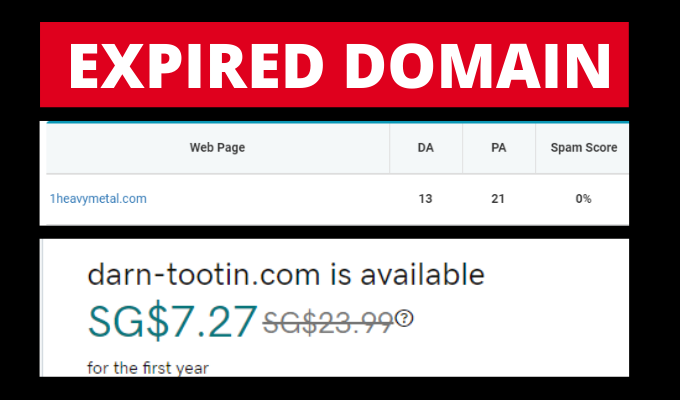 EXPIRED DOMAIN
Web Page DA PA Spam Score
1heavymetal.com 13 21 0%
darn-tootin.com is available
SG$7.27 SG$23.99 ?
for the first year